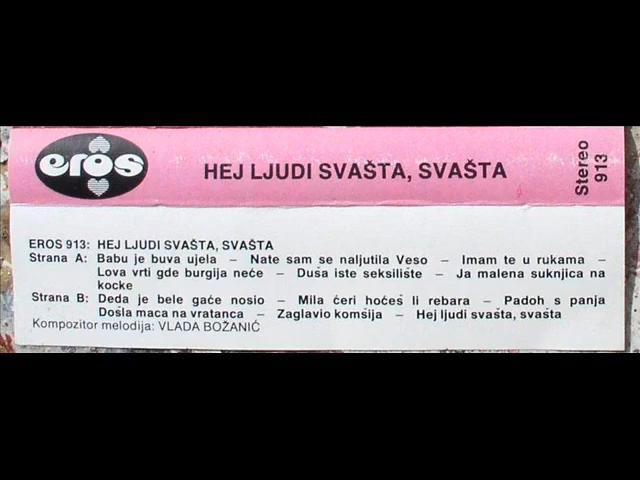 eros
HEJ LJUDI SVAŠTA, SVAŠTA
Stereo
913
EROS 913: HEJ LJUDI SVAŠTA, SVAŠTA
Strana A: Babu je buva ujela – Nate sam se naljutila Veso – Imam te u rukama –
Lova vrti gde burgija neće – Duša iste seksiliste – Ja malena suknjica na
kocke
Strana B: Deda je bele gaće nosio – Mila ćeri hoćeš li rebara – Padoh s panja
Došla maca na vratanca – Zaglavio komšija – Hej ljudi svašta, svašta
Kompozitor melodija: VLADA BOŽANIĆ